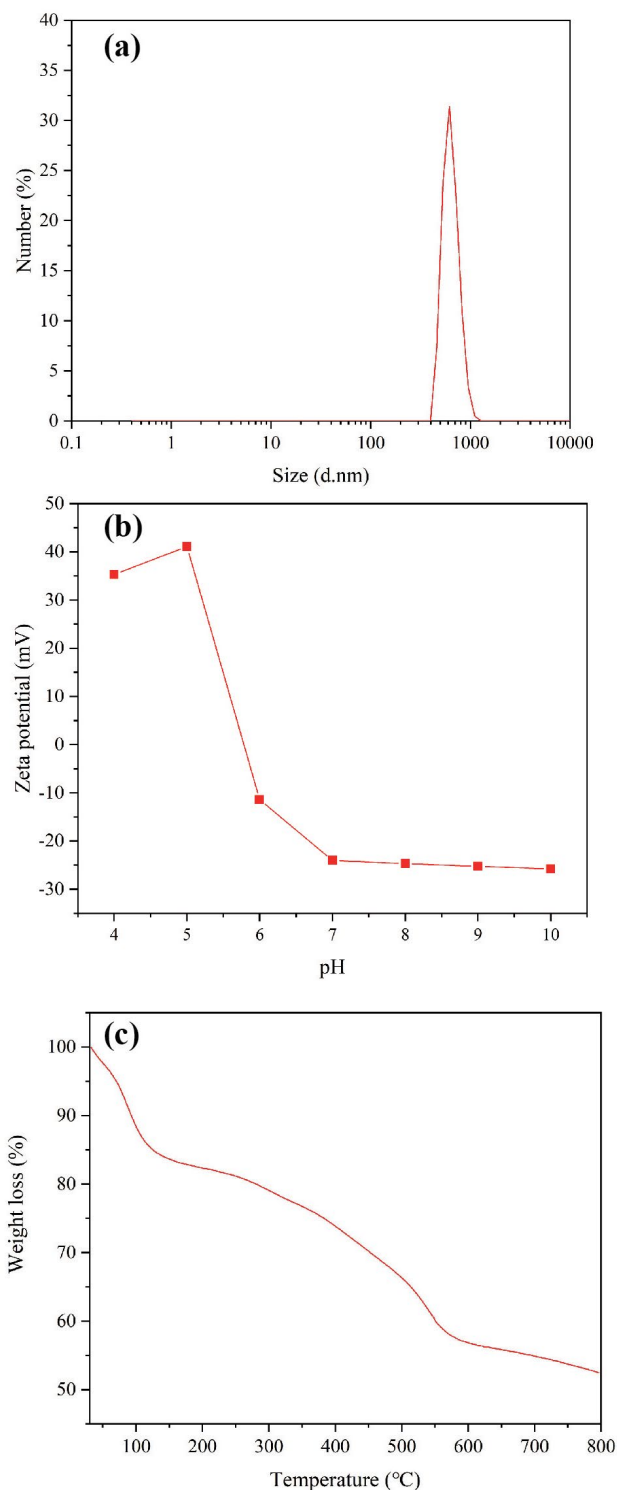 (a)
40
35
30
25
20
15
10
5
0
Number (%)
0.1 1 10 100 1000 10000
Size (d.nm)
(b)
50
40
30
20
10
0
-10
-20
-30
Zeta potential (mV)
4 5 6 7 8 9 10
pH
(c)
100
90
80
70
60
50
Weight loss (%)
100 200 300 400 500 600 700 800
Temperature (°C)